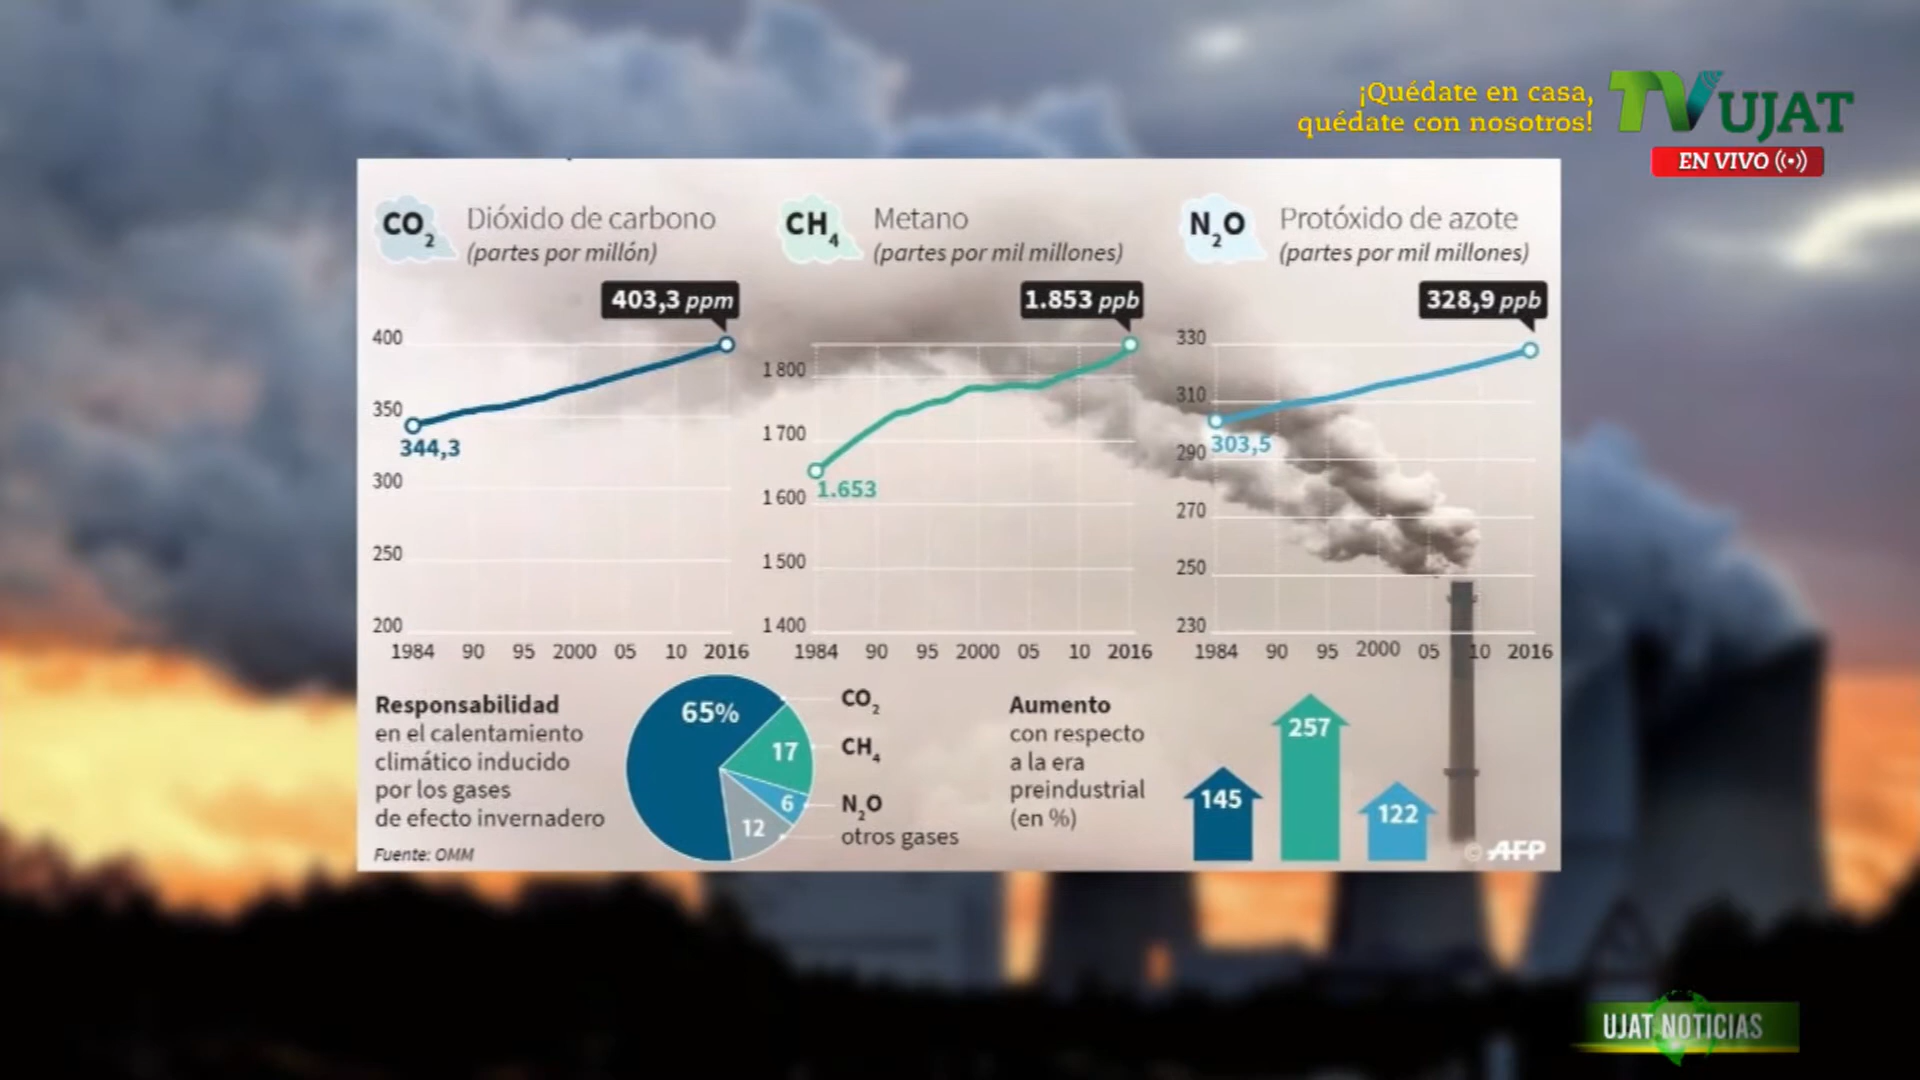 ¡Quédate en casa,
quédate con nosotros!
TVUJAT
EN VIVO
CO2 Dióxido de carbono
(partes por millón)
403,3 ppm
400
350
344,3
300
250
200
1984 90 95 2000 05 10 2016
CH4 Metano
(partes por mil millones)
1.853 ppb
1 800
1 700
1 600
1.653
1 500
1 400
1984 90 95 2000 05 10 2016
N2O Protóxido de azote
(partes por mil millones)
328,9 ppb
330
310
290
303,5
270
250
230
1984 90 95 2000 05 10 2016
Responsabilidad
en el calentamiento
climático inducido
por los gases
de efecto invernadero
Fuente: OMM
65%
17
6
12
CO2
CH4
N2O
otros gases
Aumento
con respecto
a la era
preindustrial
(en %)
145
257
122
© AFP
UJAT NOTICIAS